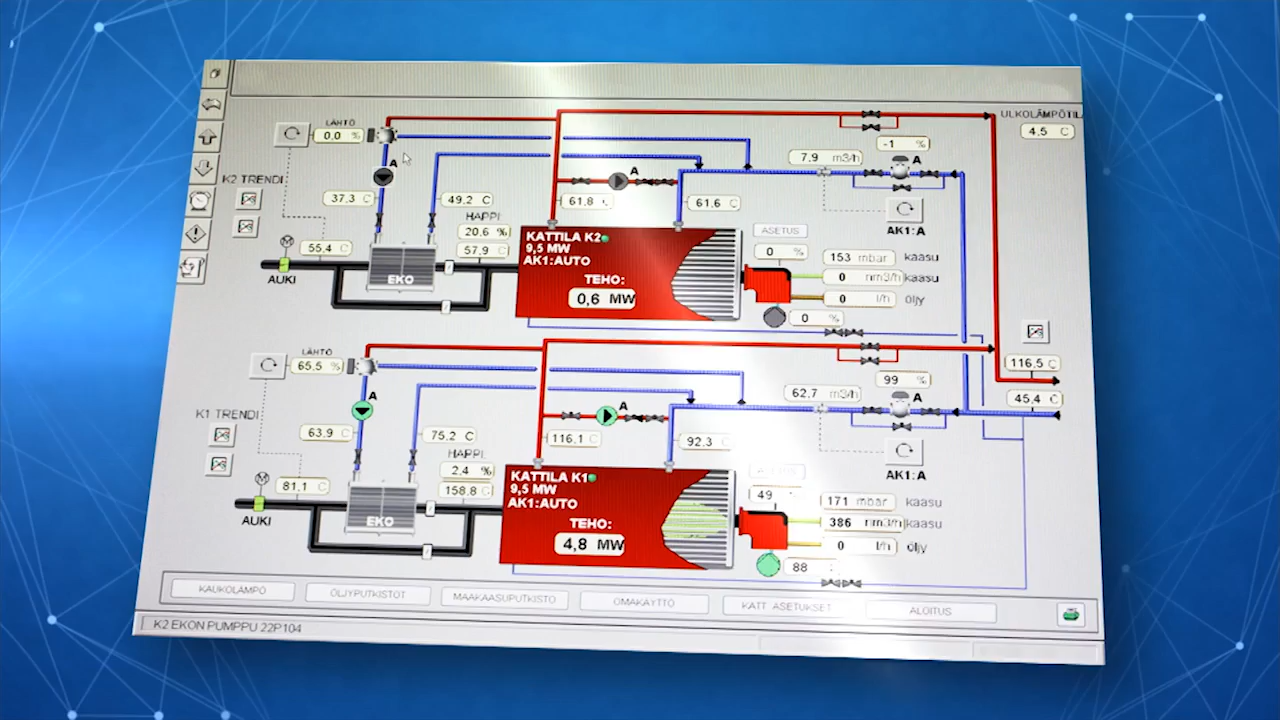 ULKOLÄMPÖTIL
4,5 C
LÄHTÖ
0,0 %
-1 %
A
A
7.9 m3/h
K2 TRENDI
A
37,3 C
49,2 C
61,8
61,6 C
HAPPI:
20,6 %
AK1:A
55,4 C
57,9 C
KATTILA K2
9,5 MW
AK1:AUTO
ASETUS
0 %
153 mbar kaasu
AUKI
EKO
TEHO:
0,6 MW
0 nm3/h kaasu
0 l/h öljy
0 %
LÄHTÖ
65,5 %
116,5 C
99 %
A
A
62.7 m3/h
45,4 C
K1 TRENDI
A
63.9 C
75.2 C
116,1 C
92.3 C
HAPPI:
2,4 %
AK1:A
81,1 C
158,8 C
KATTILA K1
9,5 MW
AK1:AUTO
49 %
171 mbar kaasu
AUKI
EKO
TEHO:
4,8 MW
386 nm3/h kaasu
0 l/h öljy
88
KAUKOLÄMPÖ
ÖLJYPUTKISTOT
MAAKAASUPUTKISTO
OMAKÄYTTÖ
KATT ASETUKSET
ALOITUS
K2 EKON PUMPPU 22P104